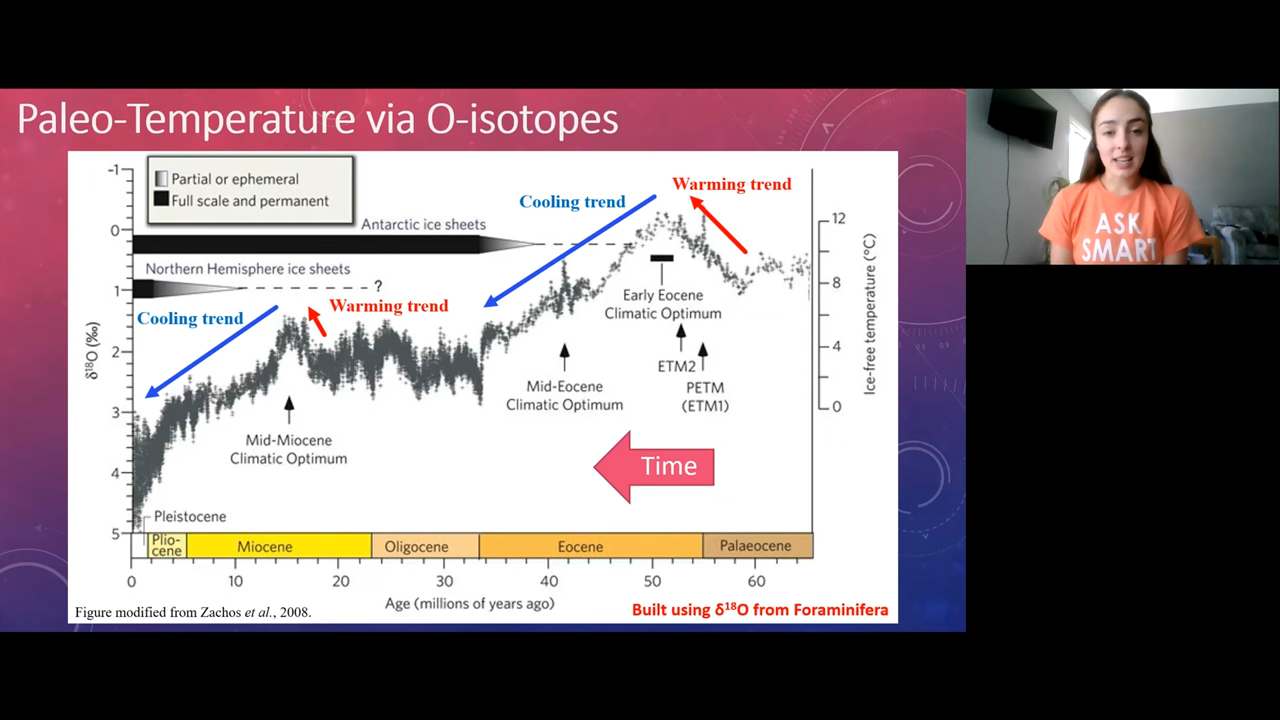 Paleo-Temperature via O-isotopes
ASK
SMART
Partial or ephemeral
Full scale and permanent
Antarctic ice sheets
Northern Hemisphere ice sheets
?
Cooling trend
Warming trend
Cooling trend
Warming trend
Early Eocene
Climatic Optimum
ETM2
PETM
(ETM1)
Mid-Eocene
Climatic Optimum
Mid-Miocene
Climatic Optimum
Time
δ¹⁸O (‰)
-1
0
1
2
3
4
5
Ice-free temperature (°C)
12
8
4
0
Pleistocene
Plio-
cene
Miocene
Oligocene
Eocene
Palaeocene
0 10 20 30 40 50 60
Age (millions of years ago)
Figure modified from Zachos et al., 2008.
Built using δ¹⁸O from Foraminifera